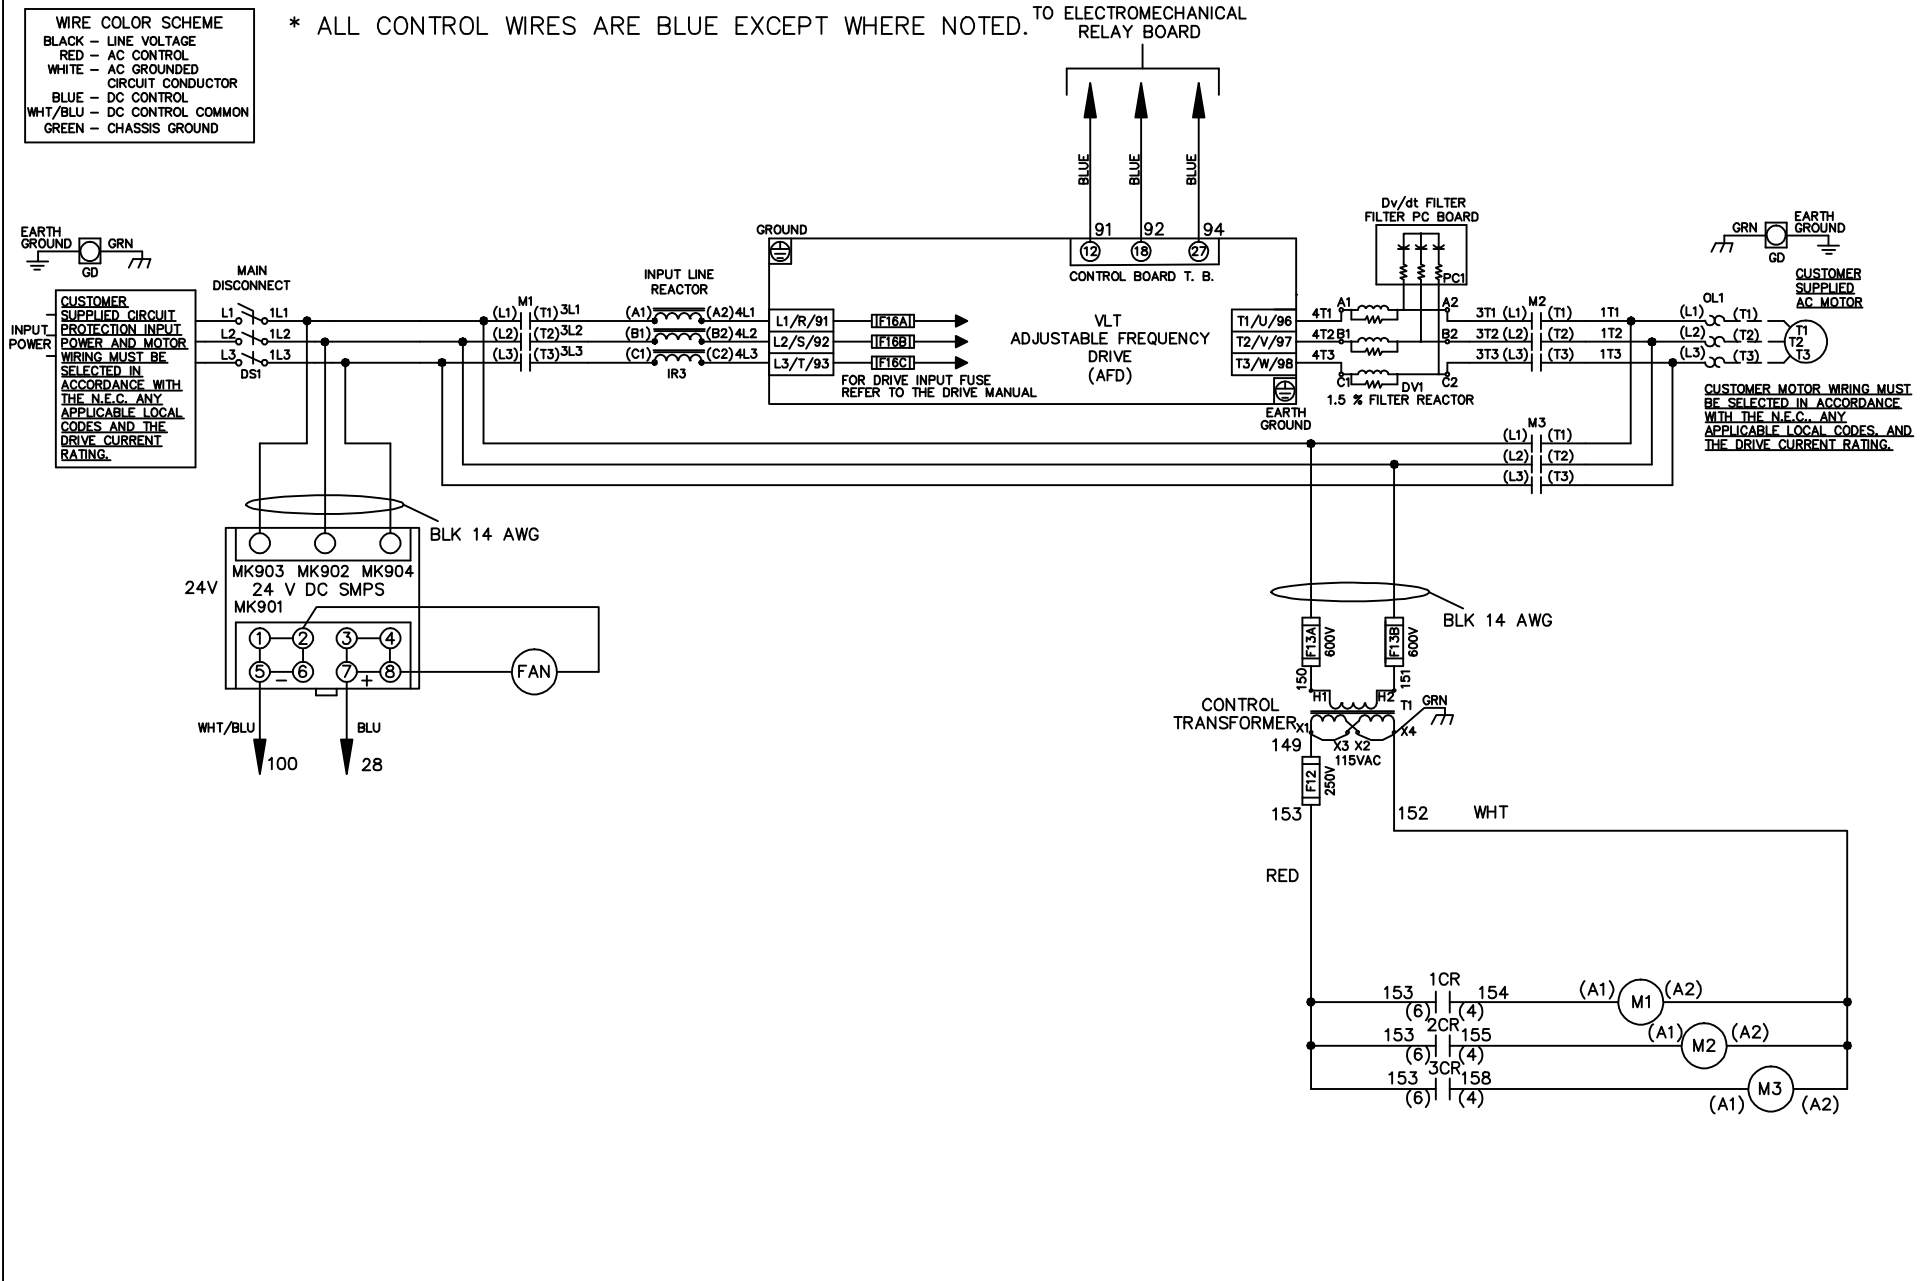 WIRE COLOR SCHEME
BLACK – LINE VOLTAGE
RED – AC CONTROL
WHITE – AC GROUNDED
CIRCUIT CONDUCTOR
BLUE – DC CONTROL
WHT/BLU – DC CONTROL COMMON
GREEN – CHASSIS GROUND
* ALL CONTROL WIRES ARE BLUE EXCEPT WHERE NOTED.
TO ELECTROMECHANICAL
RELAY BOARD
BLUE
BLUE
BLUE
91 92 94
12 18 27
CONTROL BOARD T. B.
EARTH
GROUND
GRN
GD
INPUT
POWER
CUSTOMER
SUPPLIED CIRCUIT
PROTECTION INPUT
POWER AND MOTOR
WIRING MUST BE
SELECTED IN
ACCORDANCE WITH
THE N.E.C. ANY
APPLICABLE LOCAL
CODES AND THE
DRIVE CURRENT
RATING.
MAIN
DISCONNECT
L1 1L1
L2 1L2
L3 1L3
DS1
M1
(L1) (T1) 3L1
(L2) (T2) 3L2
(L3) (T3) 3L3
INPUT LINE
REACTOR
(A1) (A2) 4L1
(B1) (B2) 4L2
(C1) (C2) 4L3
IR3
GROUND
L1/R/91
L2/S/92
L3/T/93
F16A
F16B
F16C
FOR DRIVE INPUT FUSE
REFER TO THE DRIVE MANUAL
VLT
ADJUSTABLE FREQUENCY
DRIVE
(AFD)
T1/U/96
T2/V/97
T3/W/98
EARTH
GROUND
Dv/dt FILTER
FILTER PC BOARD
PC1
4T1 A1 A2
4T2 B1 B2
4T3 C1 C2
DV1
1.5 % FILTER REACTOR
M2
3T1 (L1) (T1) 1T1
3T2 (L2) (T2) 1T2
3T3 (L3) (T3) 1T3
OL1
(L1) (T1)
(L2) (T2)
(L3) (T3)
T1
T2
T3
GRN
EARTH
GROUND
GD
CUSTOMER
SUPPLIED
AC MOTOR
CUSTOMER MOTOR WIRING MUST
BE SELECTED IN ACCORDANCE
WITH THE N.E.C., ANY
APPLICABLE LOCAL CODES, AND
THE DRIVE CURRENT RATING.
M3
(L1) (T1)
(L2) (T2)
(L3) (T3)
BLK 14 AWG
MK903 MK902 MK904
24V
24 V DC SMPS
MK901
1 2 3 4
5 – 6 7 + 8
FAN
WHT/BLU
BLU
100
28
BLK 14 AWG
F13A
600V
F13B
600V
150
151
H1 H2
T1
GRN
CONTROL
TRANSFORMER
X1
X3 X2
X4
115VAC
149
F12
250V
153
152
WHT
RED
1CR
153 154
(6) (4)
(A1) M1 (A2)
2CR
153 155
(6) (4)
(A1) M2 (A2)
3CR
153 158
(6) (4)
(A1) M3 (A2)